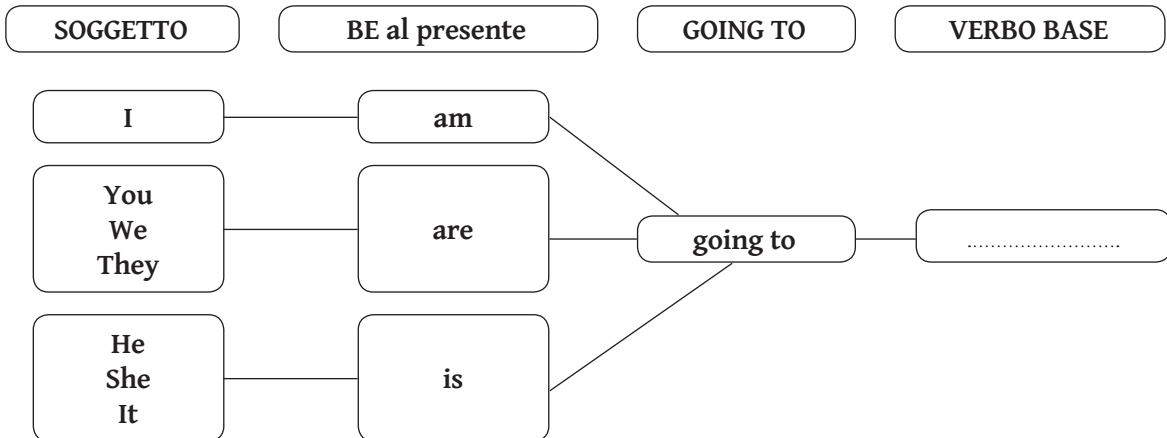 SOGGETTO
BE al presente
GOING TO
VERBO BASE
I
am
You
We
They
are
going to
..........................
He
She
It
is